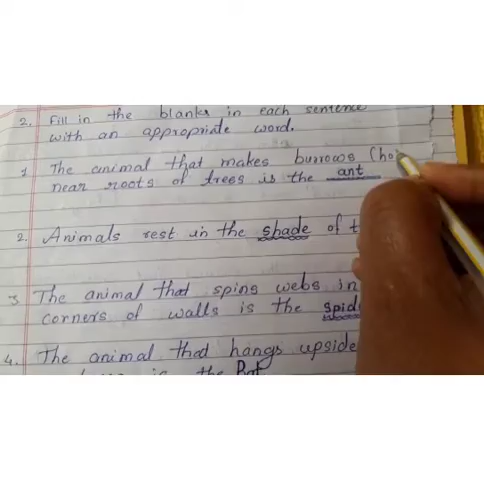 2. Fill in the blanks in each sentence
with an appropriate word.
1 The animal that makes burrows (ho
near roots of trees is the ant
2. Animals rest in the shade of t
3 The animal that spins webs in
corners of walls is the spid
4. The animal that hangs upside
is the Bat